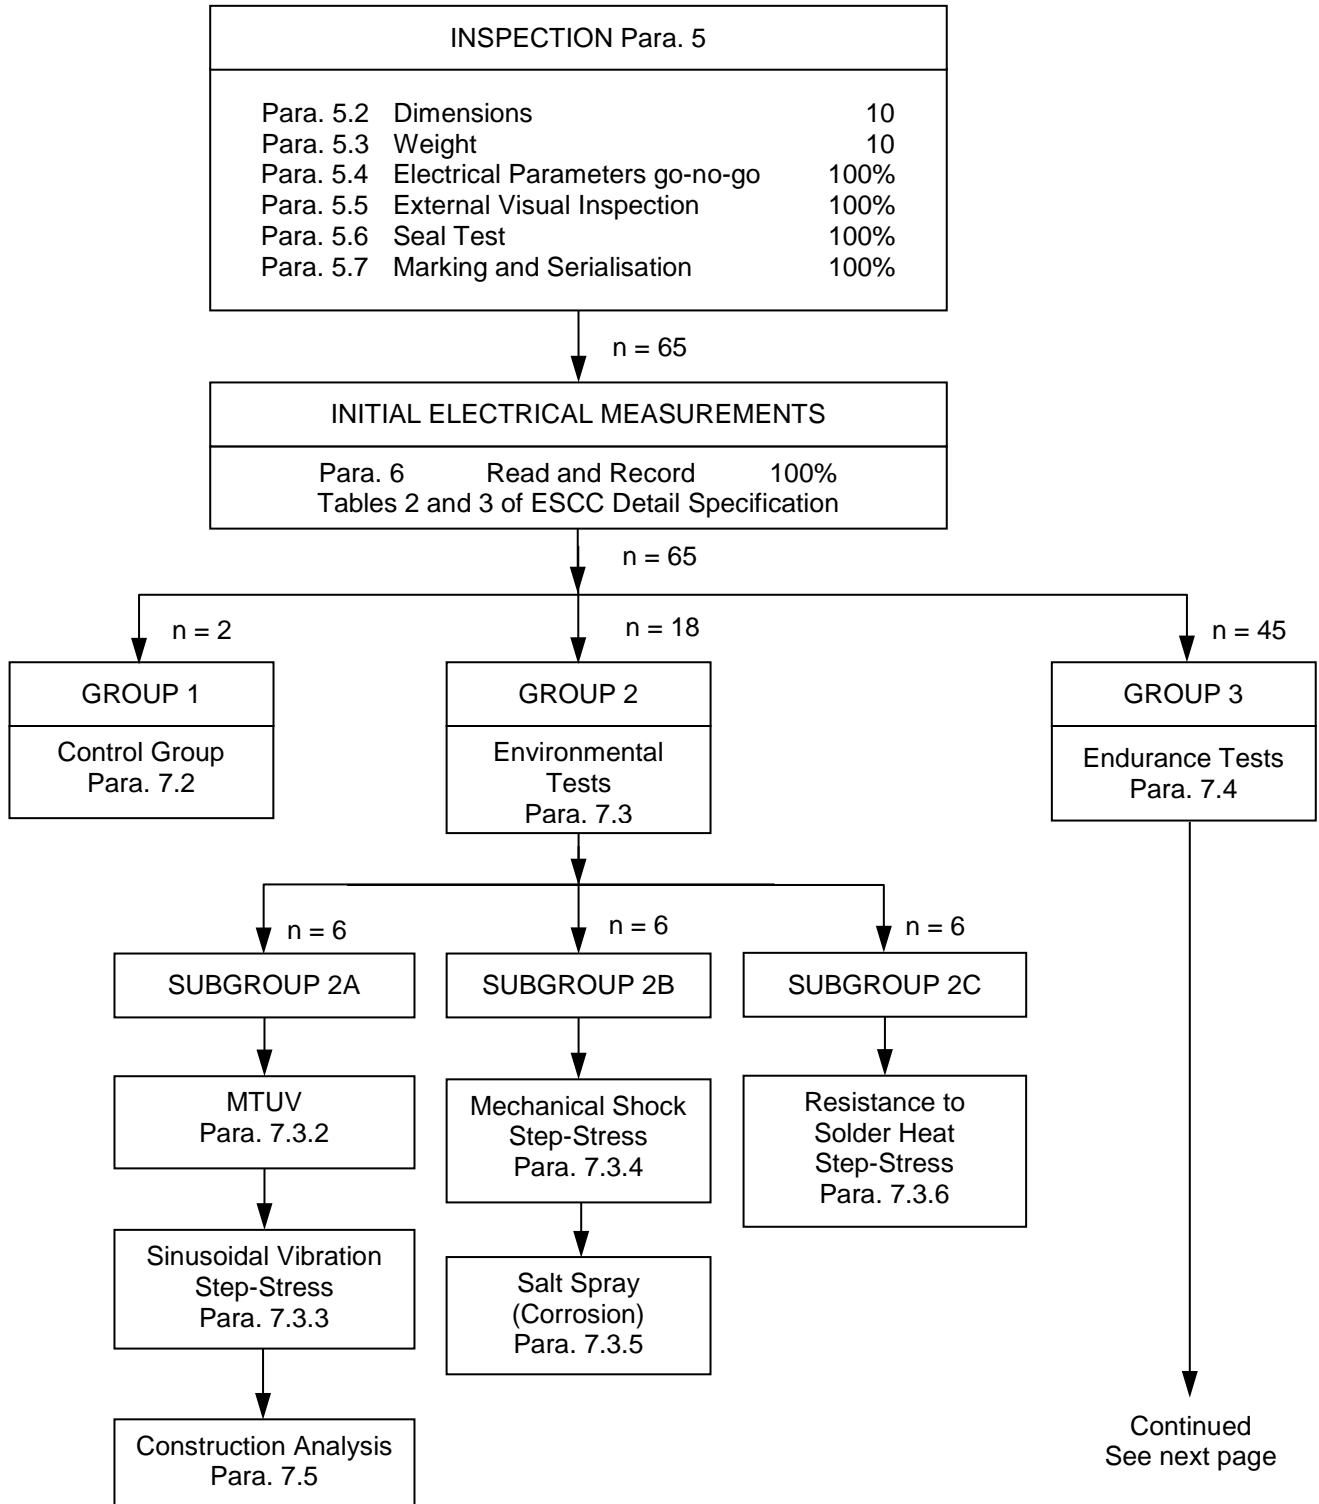 INSPECTION Para. 5
Para. 5.2 Dimensions 10
Para. 5.3 Weight 10
Para. 5.4 Electrical Parameters go-no-go 100%
Para. 5.5 External Visual Inspection 100%
Para. 5.6 Seal Test 100%
Para. 5.7 Marking and Serialisation 100%
n = 65
INITIAL ELECTRICAL MEASUREMENTS
Para. 6 Read and Record 100%
Tables 2 and 3 of ESCC Detail Specification
n = 65
n = 2
n = 18
n = 45
GROUP 1
Control Group
Para. 7.2
GROUP 2
Environmental
Tests
Para. 7.3
GROUP 3
Endurance Tests
Para. 7.4
n = 6
n = 6
n = 6
SUBGROUP 2A
SUBGROUP 2B
SUBGROUP 2C
MTUV
Para. 7.3.2
Mechanical Shock
Step-Stress
Para. 7.3.4
Resistance to
Solder Heat
Step-Stress
Para. 7.3.6
Sinusoidal Vibration
Step-Stress
Para. 7.3.3
Salt Spray
(Corrosion)
Para. 7.3.5
Construction Analysis
Para. 7.5
Continued
See next page